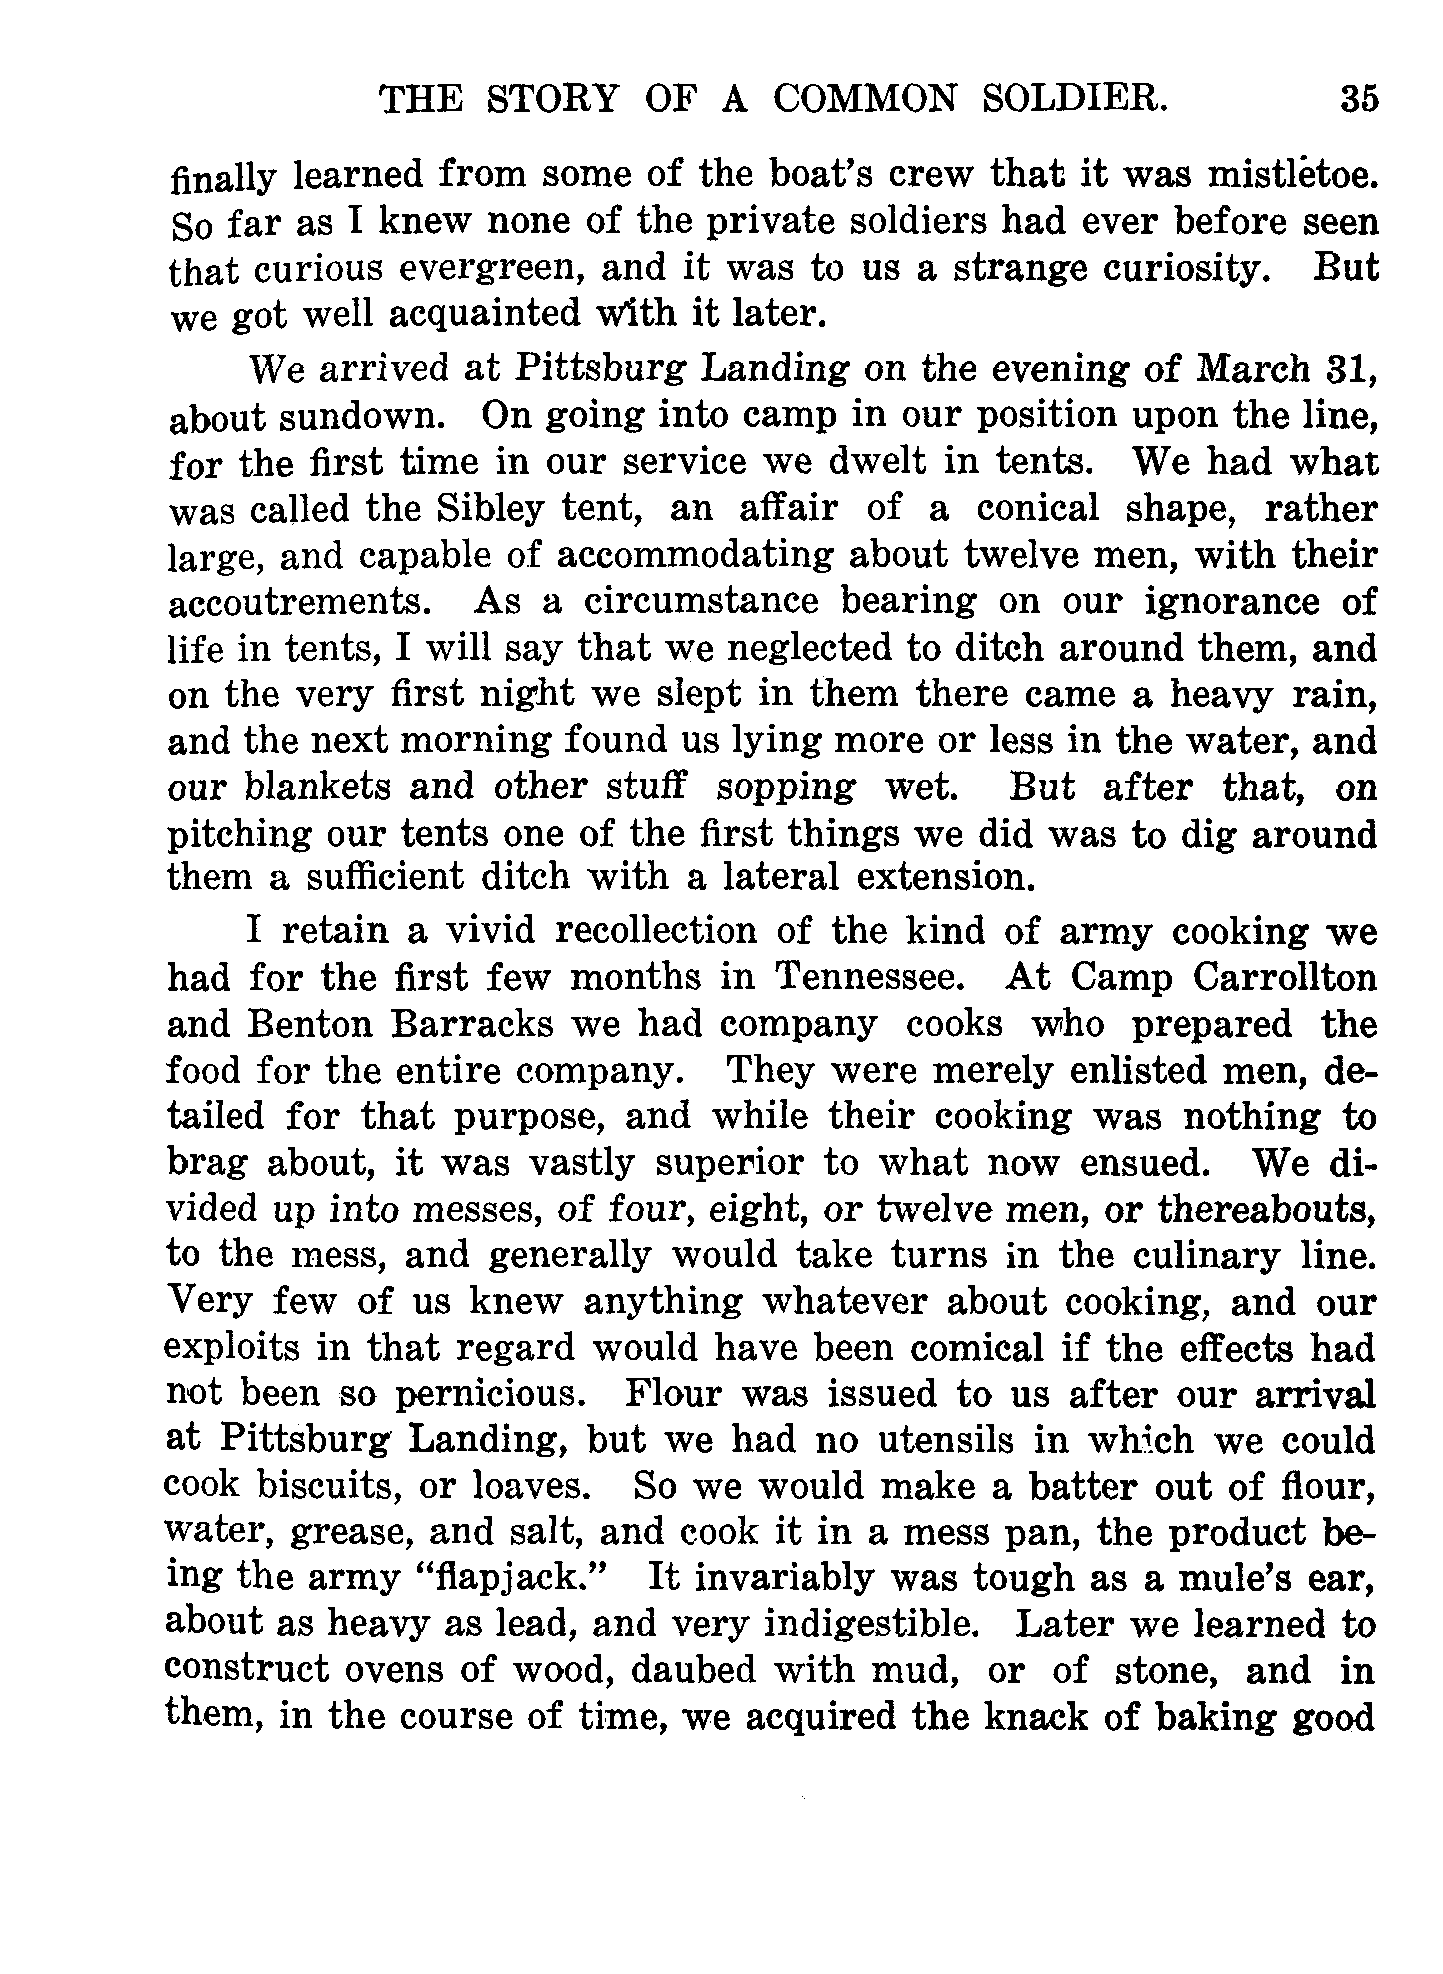 THE STORY OF A COMMON SOLDIER. 35
finally learned from some of the boat's crew that it was mistletoe.
So far as I knew none of the private soldiers had ever before seen
that curious evergreen, and it was to us a strange curiosity. But
we got well acquainted with it later.
We arrived at Pittsburg Landing on the evening of March 31,
about sundown. On going into camp in our position upon the line,
for the first time in our service we dwelt in tents. We had what
was called the Sibley tent, an affair of a conical shape, rather
large, and capable of accommodating about twelve men, with their
accoutrements. As a circumstance bearing on our ignorance of
life in tents, I will say that we neglected to ditch around them, and
on the very first night we slept in them there came a heavy rain,
and the next morning found us lying more or less in the water, and
our blankets and other stuff sopping wet. But after that, on
pitching our tents one of the first things we did was to dig around
them a sufficient ditch with a lateral extension.
I retain a vivid recollection of the kind of army cooking we
had for the first few months in Tennessee. At Camp Carrollton
and Benton Barracks we had company cooks who prepared the
food for the entire company. They were merely enlisted men, de-
tailed for that purpose, and while their cooking was nothing to
brag about, it was vastly superior to what now ensued. We di-
vided up into messes, of four, eight, or twelve men, or thereabouts,
to the mess, and generally would take turns in the culinary line.
Very few of us knew anything whatever about cooking, and our
exploits in that regard would have been comical if the effects had
not been so pernicious. Flour was issued to us after our arrival
at Pittsburg Landing, but we had no utensils in which we could
cook biscuits, or loaves. So we would make a batter out of flour,
water, grease, and salt, and cook it in a mess pan, the product be-
ing the army "flapjack." It invariably was tough as a mule's ear,
about as heavy as lead, and very indigestible. Later we learned to
construct ovens of wood, daubed with mud, or of stone, and in
them, in the course of time, we acquired the knack of baking good